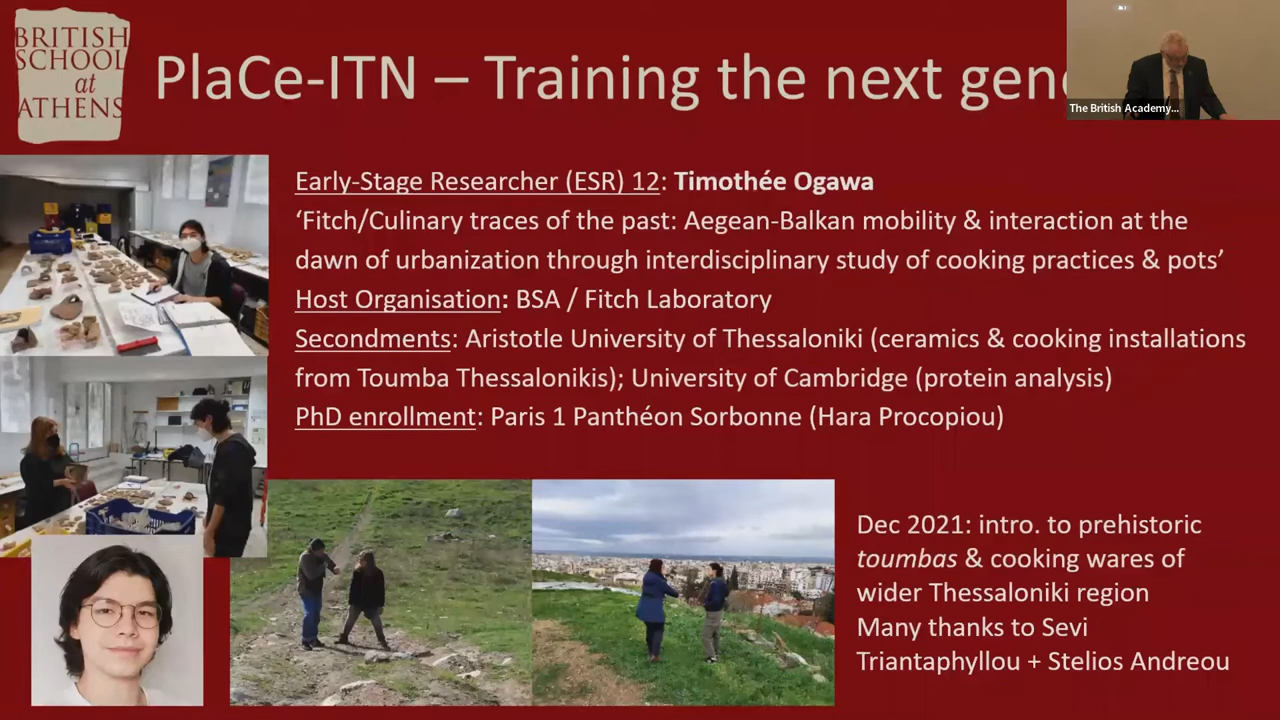 BRITISH
SCHOOL
at
ATHENS
PlaCe-ITN – Training the next gen
The British Academy...
Early-Stage Researcher (ESR) 12: Timothée Ogawa
‘Fitch/Culinary traces of the past: Aegean-Balkan mobility & interaction at the
dawn of urbanization through interdisciplinary study of cooking practices & pots’
Host Organisation: BSA / Fitch Laboratory
Secondments: Aristotle University of Thessaloniki (ceramics & cooking installations
from Toumba Thessalonikis); University of Cambridge (protein analysis)
PhD enrollment: Paris 1 Panthéon Sorbonne (Hara Procopiou)
Dec 2021: intro. to prehistoric
toumbas & cooking wares of
wider Thessaloniki region
Many thanks to Sevi
Triantaphyllou + Stelios Andreou